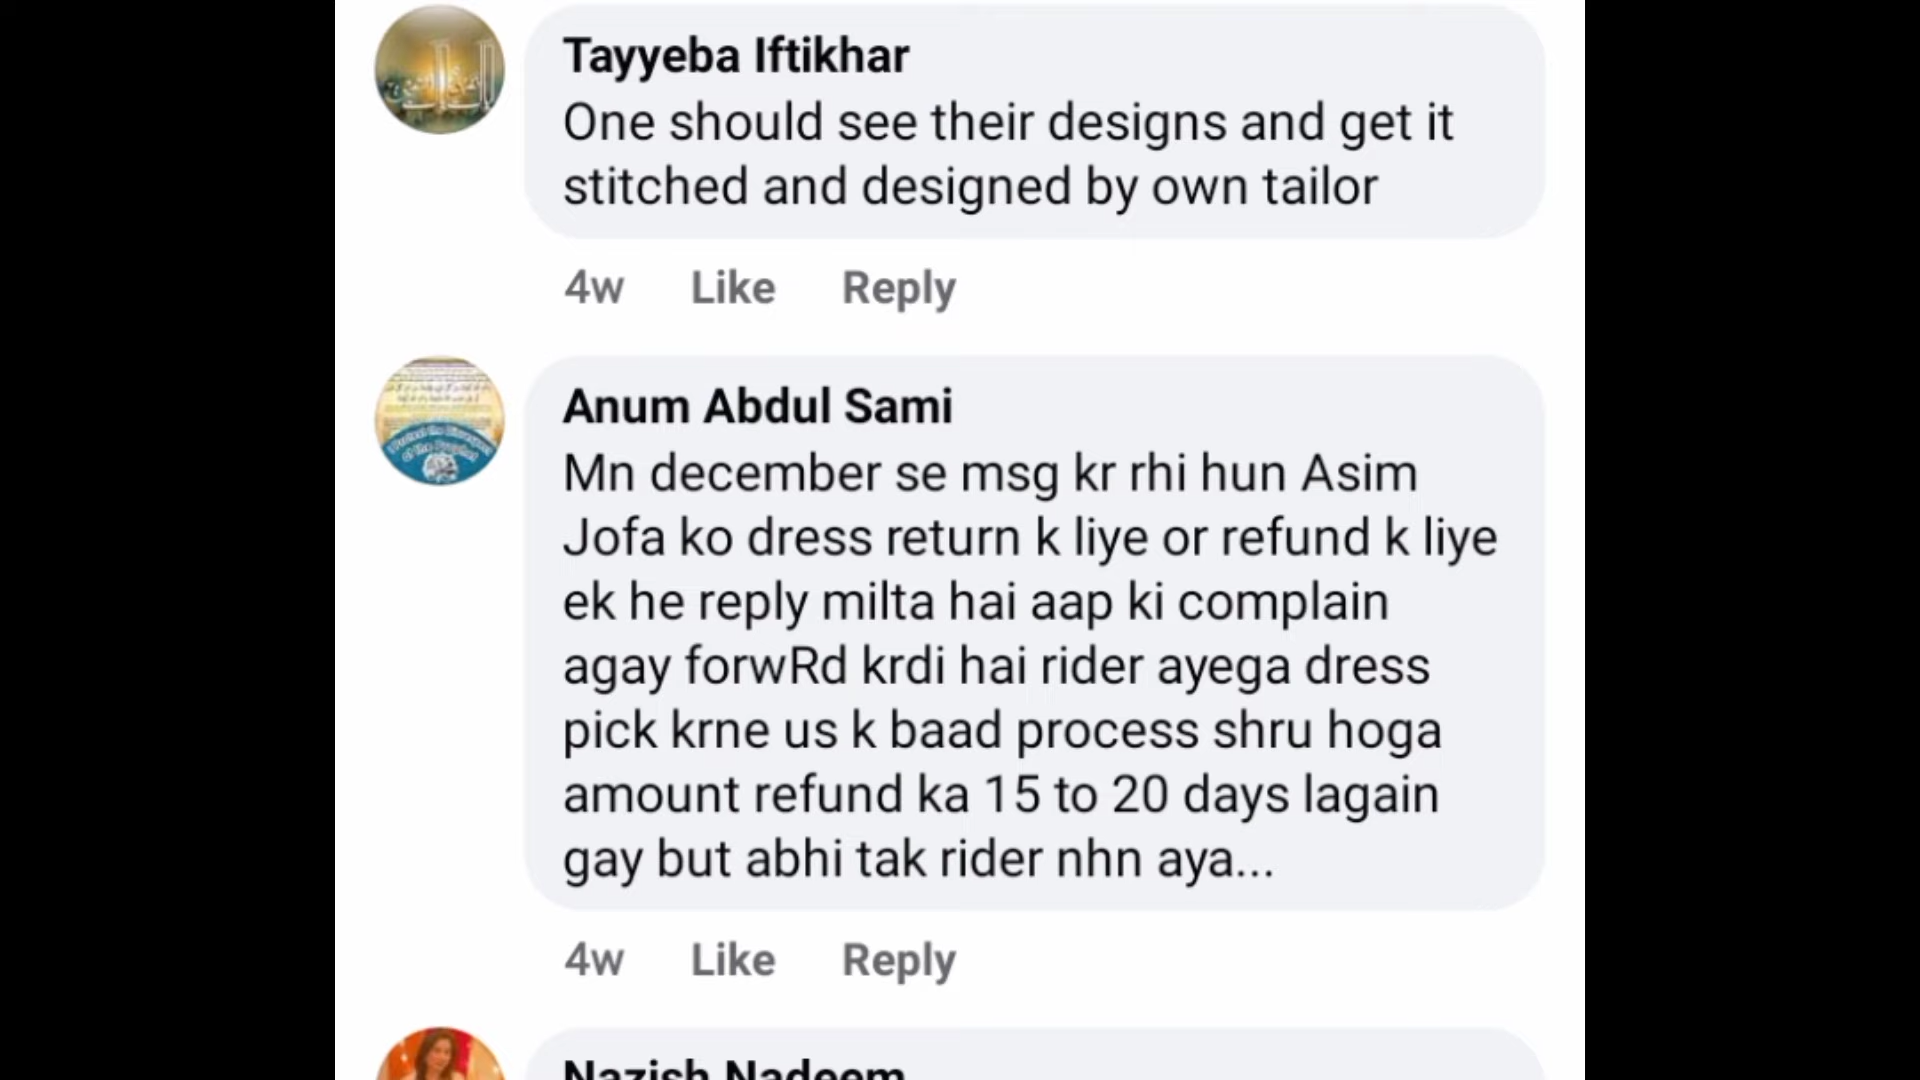 Tayyeba Iftikhar
One should see their designs and get it
stitched and designed by own tailor
4w Like Reply
Anum Abdul Sami
Mn december se msg kr rhi hun Asim
Jofa ko dress return k liye or refund k liye
ek he reply milta hai aap ki complain
agay forwRd krdi hai rider ayega dress
pick krne us k baad process shru hoga
amount refund ka 15 to 20 days lagain
gay but abhi tak rider nhn aya...
4w Like Reply
Nazish Nadeem